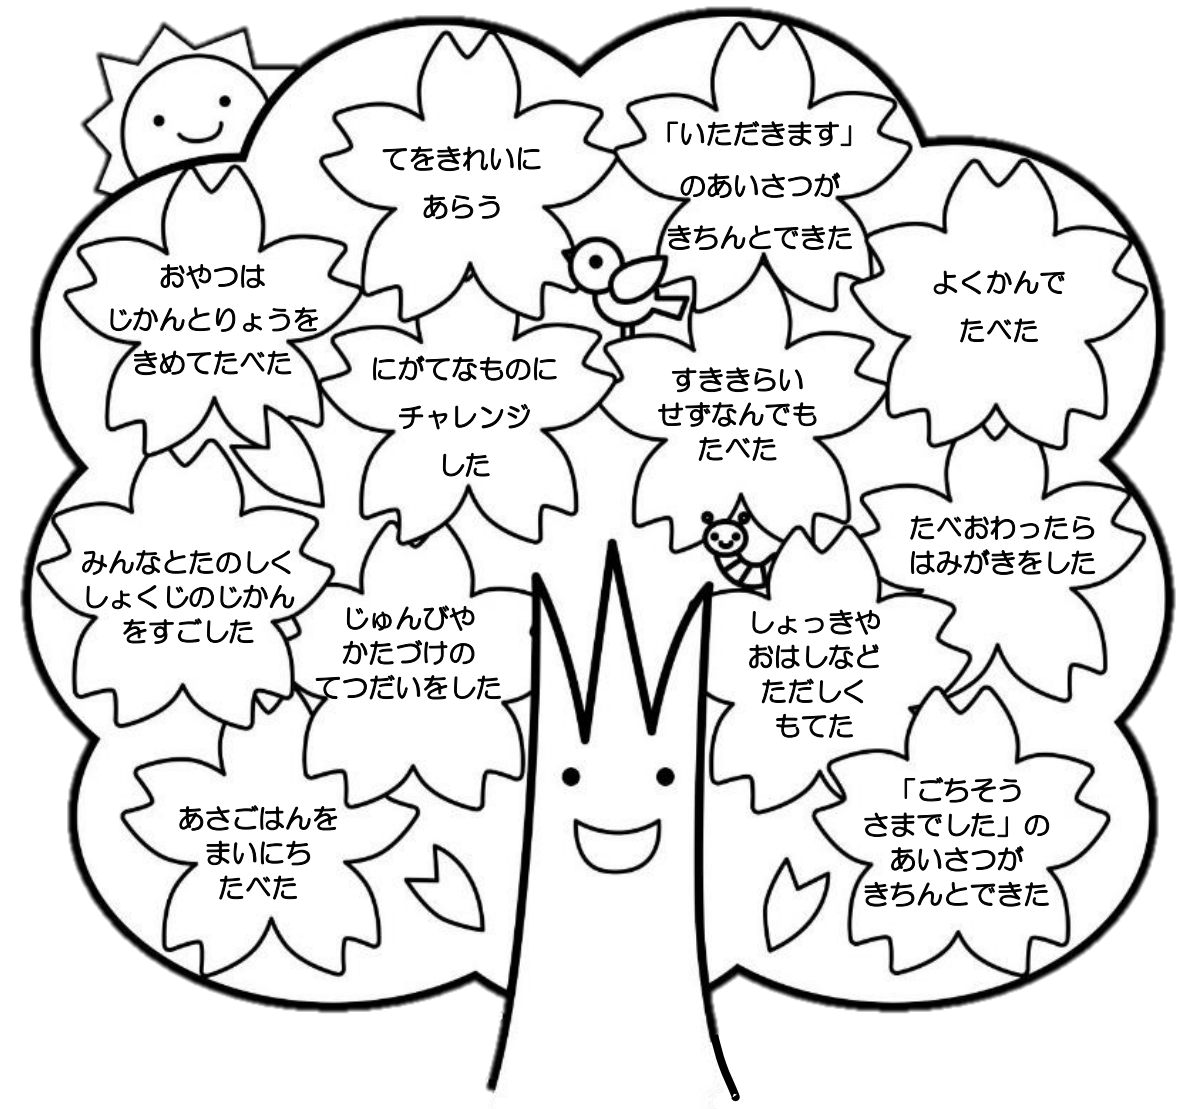 てをきれいに
あらう
「いただきます」
のあいさつが
きちんとできた
おやつは
じかんとりょうを
きめてたべた
よくかんで
たべた
にがてなものに
チャレンジ
した
すききらい
せずなんでも
たべた
みんなとたのしく
しょくじのじかん
をすごした
じゅんびや
かたづけの
てつだいをした
しょっきや
おはしなど
ただしく
もてた
たべおわったら
はみがきをした
あさごはんを
まいにち
たべた
「ごちそう
さまでした」の
あいさつが
きちんとできた